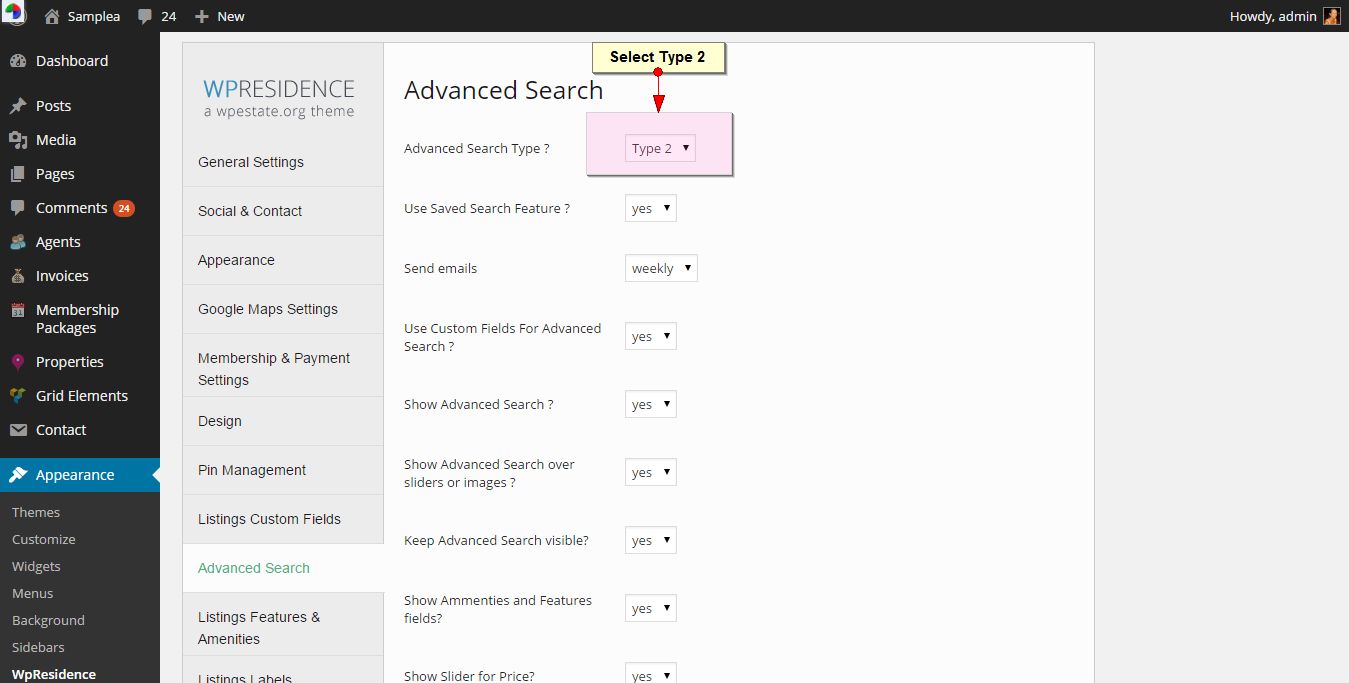 Samplea
24
New
Howdy, admin
Dashboard
Posts
Media
Pages
Comments 24
Agents
Invoices
Membership
Packages
Properties
Grid Elements
Contact
Appearance
Themes
Customize
Widgets
Menus
Background
Sidebars
WpResidence
WPRESIDENCE
a wpestate.org theme
General Settings
Social & Contact
Appearance
Google Maps Settings
Membership & Payment
Settings
Design
Pin Management
Listings Custom Fields
Advanced Search
Listings Features &
Amenities
Listings Labels
Select Type 2
Advanced Search
Advanced Search Type ? Type 2
Use Saved Search Feature ? yes
Send emails weekly
Use Custom Fields For Advanced
Search ? yes
Show Advanced Search ? yes
Show Advanced Search over
sliders or images ? yes
Keep Advanced Search visible? yes
Show Ammenties and Features
fields? yes
Show Slider for Price? yes